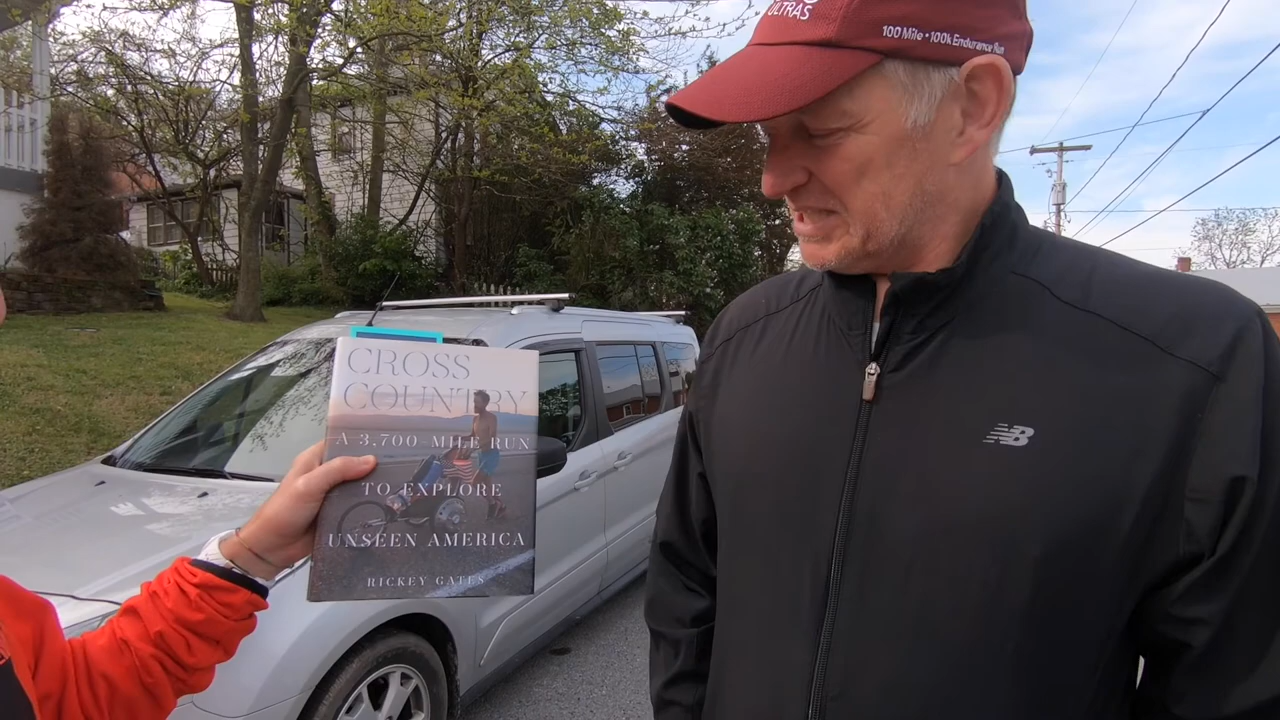 ULTRAS
100 Mile • 100k Endurance Run
CROSS
COUNTRY
A 3,700-MILE RUN
TO EXPLORE
UNSEEN AMERICA
RICKEY GATES